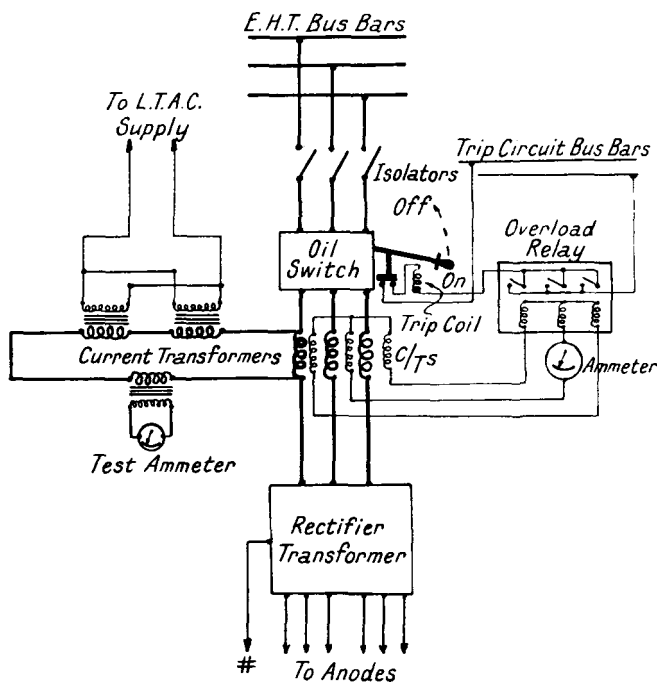 E.H.T. Bus Bars
To L.T.A.C.
Supply
Trip Circuit Bus Bars
Isolators
Off
Overload
Relay
Oil
Switch
On
Trip Coil
Current Transformers
C/Ts
Ammeter
Test Ammeter
Rectifier
Transformer
#
To Anodes